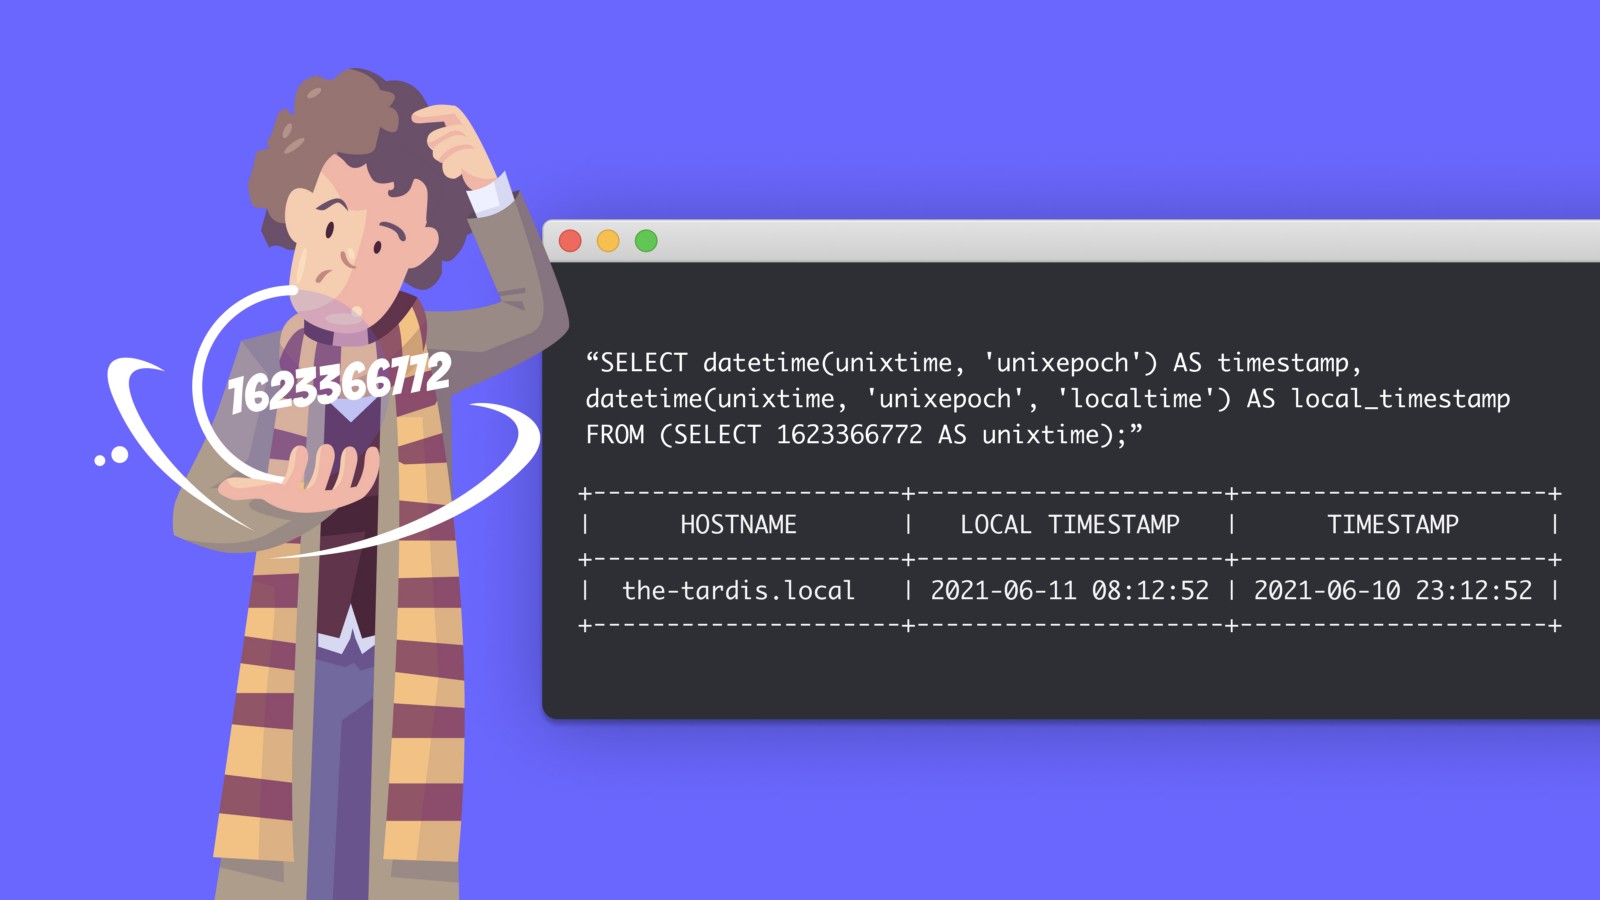 1623366772
“SELECT datetime(unixtime, 'unixepoch') AS timestamp,
datetime(unixtime, 'unixepoch', 'localtime') AS local_timestamp
FROM (SELECT 1623366772 AS unixtime);”
+---------------------+---------------------+---------------------+
| HOSTNAME | LOCAL TIMESTAMP | TIMESTAMP |
+---------------------+---------------------+---------------------+
| the-tardis.local | 2021-06-11 08:12:52 | 2021-06-10 23:12:52 |
+---------------------+---------------------+---------------------+